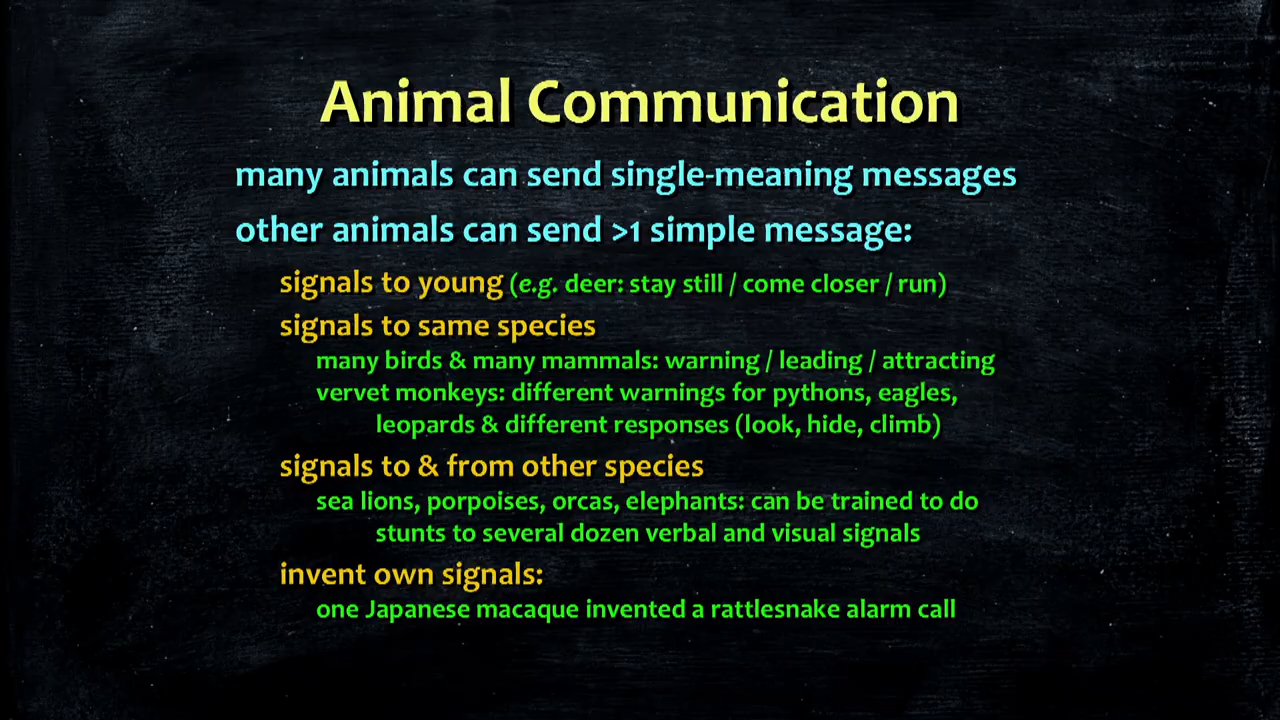 Animal Communication
many animals can send single-meaning messages
other animals can send >1 simple message:
signals to young (e.g. deer: stay still / come closer / run)
signals to same species
many birds & many mammals: warning / leading / attracting
vervet monkeys: different warnings for pythons, eagles,
leopards & different responses (look, hide, climb)
signals to & from other species
sea lions, porpoises, orcas, elephants: can be trained to do
stunts to several dozen verbal and visual signals
invent own signals:
one Japanese macaque invented a rattlesnake alarm call